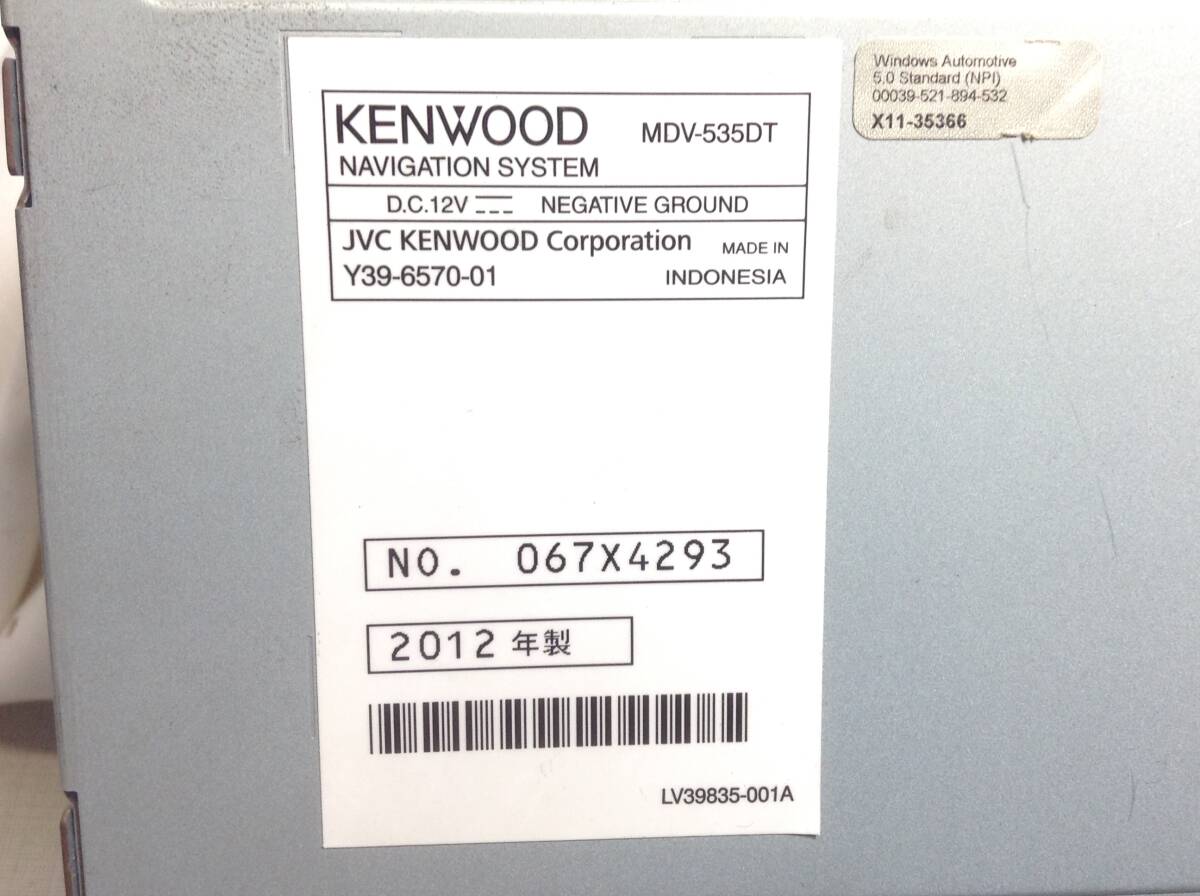 KENWOOD MDV-535DT
NAVIGATION SYSTEM
D.C.12V NEGATIVE GROUND
JVC KENWOOD Corporation MADE IN
Y39-6570-01 INDONESIA
NO. 067X4293
2012 年製
LV39835-001A
Windows Automotive
5.0 Standard (NPI)
00039-521-894-532
X11-35366